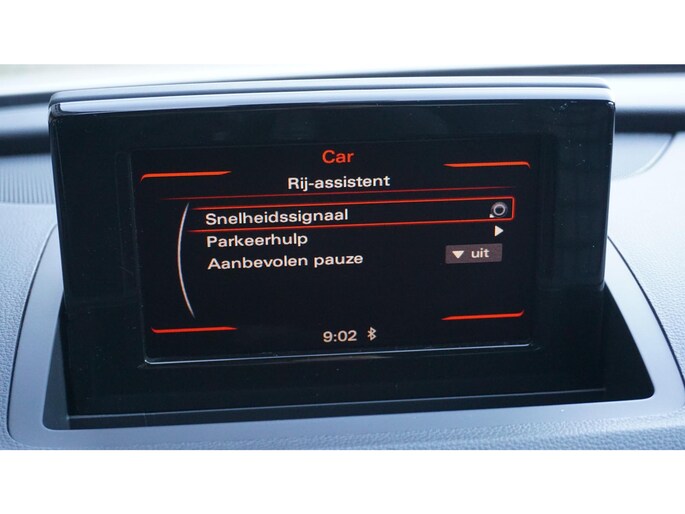 Car
Rij-assistent
Snelheidssignaal
Parkeerhulp
Aanbevolen pauze uit
9:02